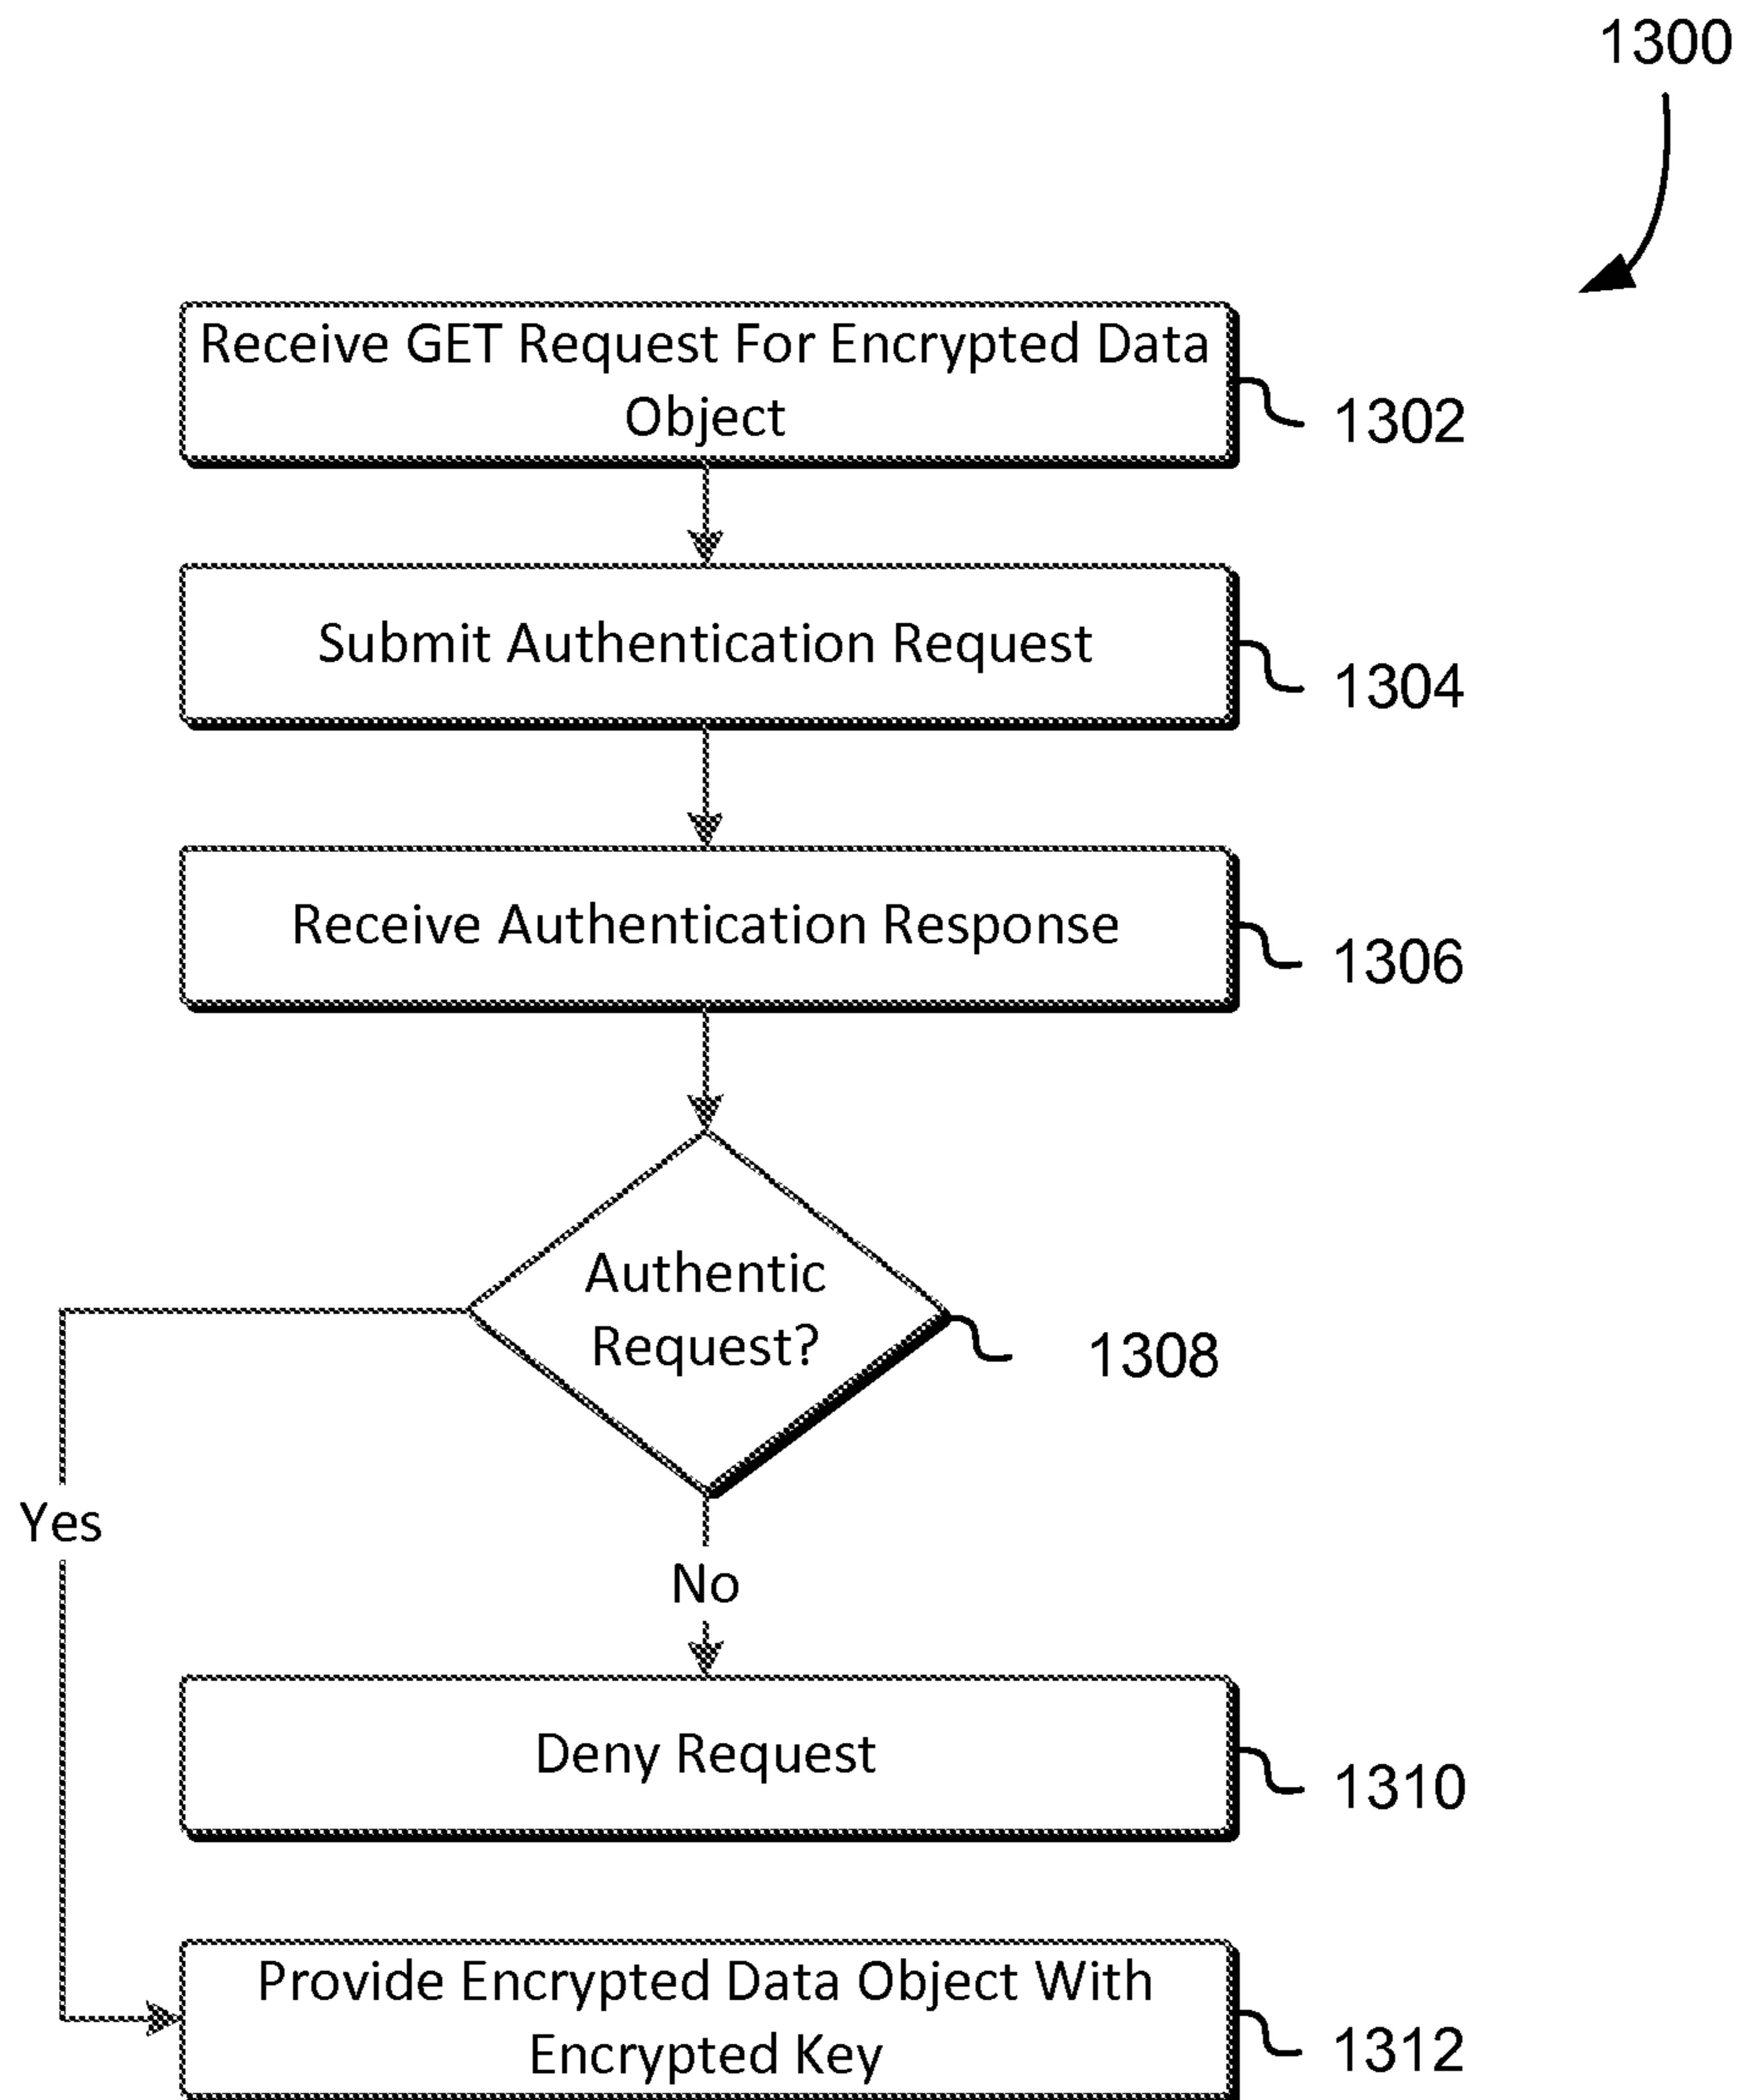 1300
Receive GET Request For Encrypted Data
Object
1302
Submit Authentication Request
1304
Receive Authentication Response
1306
Authentic
Request?
1308
Yes
No
Deny Request
1310
Provide Encrypted Data Object With
Encrypted Key
1312